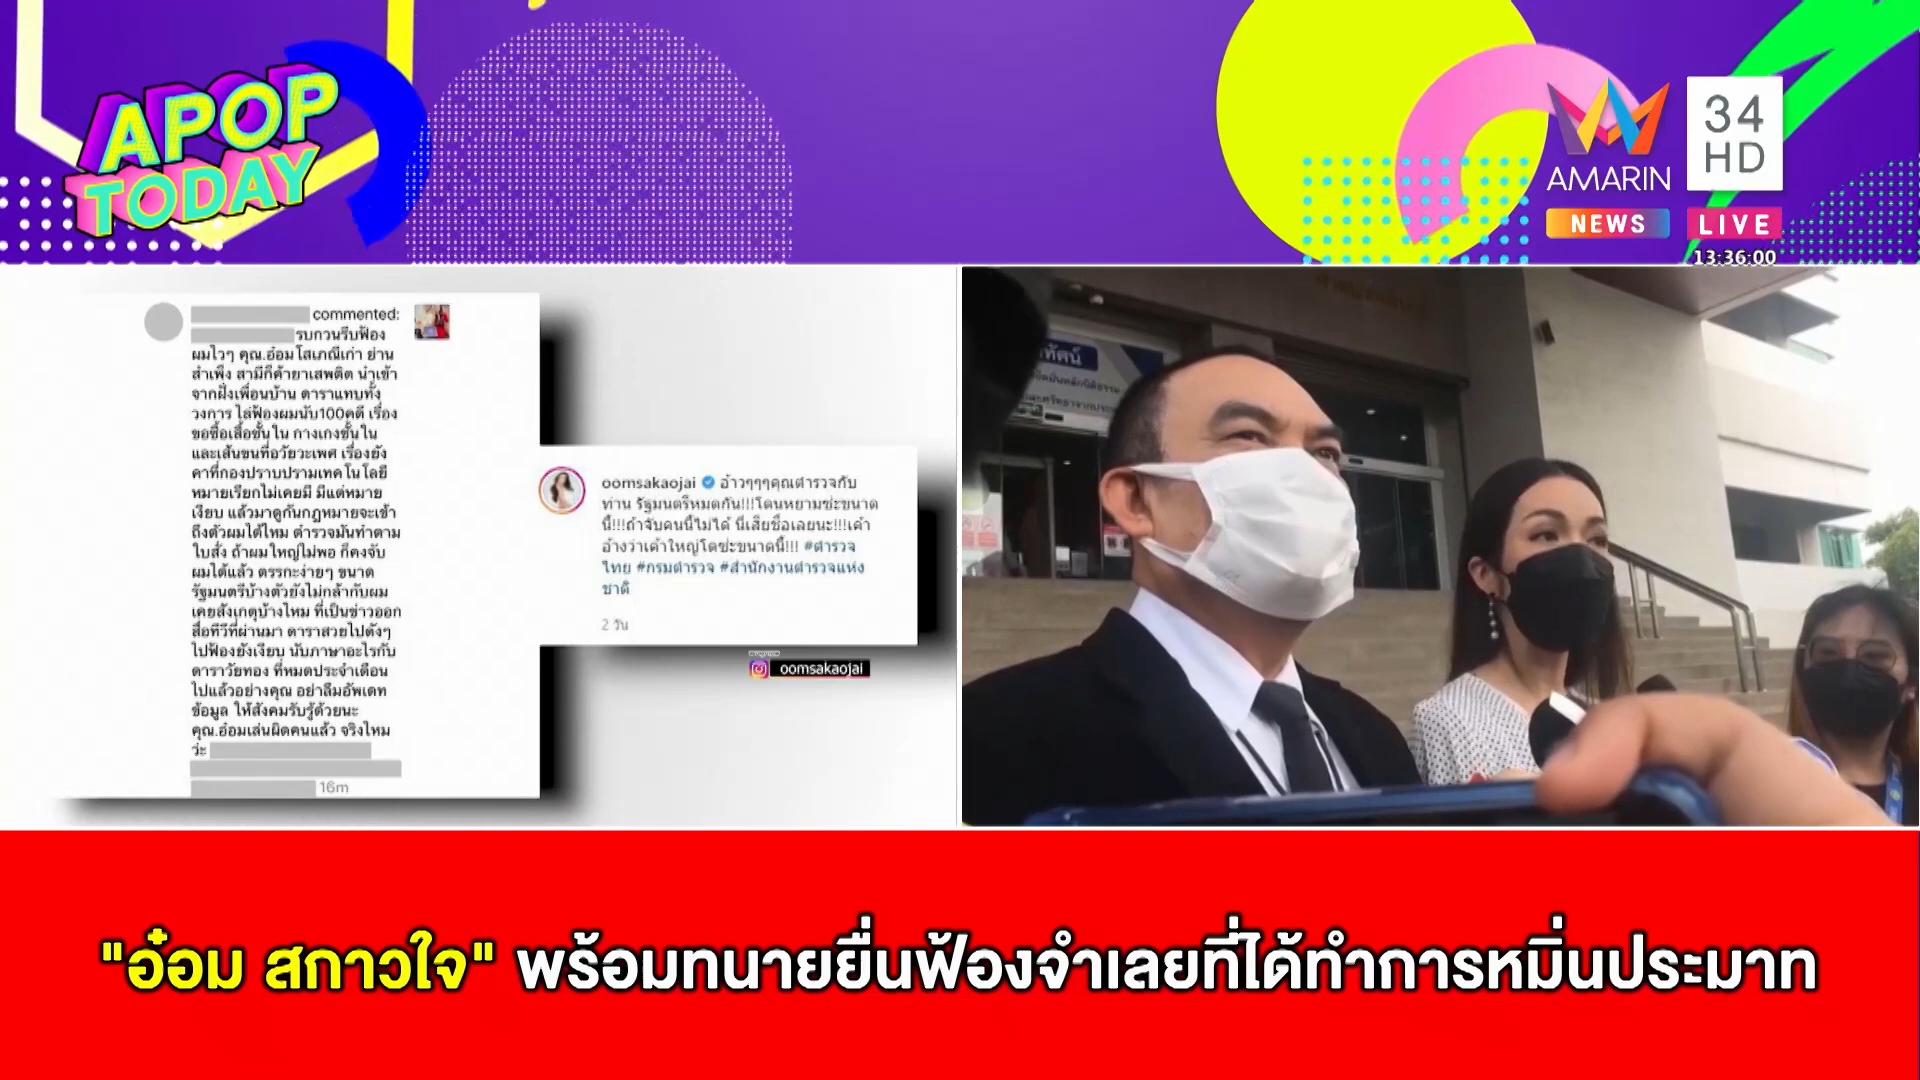 APOP
TODAY
AMARIN
34
HD
NEWS
LIVE
13:36:00
commented:
รบกวนรีบฟ้อง
ผมไวๆ คุณ.อ๋อมโสเภณีเก่า ย่าน
สำเพ็ง สามีก็ค้ายาเสพติต นำเข้า
จากฝั่งเพื่อนบ้าน ดาราแทบทั้ง
วงการ ไล่ฟ้องผมนับ100คดี เรื่อง
ขอซื้อเสื้อชั้นใน กางเกงชั้นใน
และเส้นขนที่อวัยวะเพศ เรื่องยัง
คาที่กองปราบปรามเทคโนโลยี
หมายเรียกไม่เคยมี มีแต่หมาย
เงียบ แล้วมาดูกันกฎหมายจะเข้า
ถึงตัวผมได้ไหม ตำรวจมันทำตาม
ใบสั่ง ถ้าผมใหญ่ไม่พอ ก็คงจับ
ผมได้แล้ว ตรรกะง่ายๆ ขนาด
รัฐมนตรีบ้างตัวยังไม่กล้ากับผม
เคยสังเกตุบ้างไหม ที่เป็นข่าวออก
สื่อทีวีที่ผ่านมา ดาราสวยไปดังๆ
ไปฟ้องยังเงียบ นับภาษาอะไรกับ
ดาราวัยทอง ที่หมดประจำเดือน
ไปแล้วอย่างคุณ อย่าลืมอัพเดท
ข้อมูล ให้สังคมรับรู้ด้วยนะ
คุณ.อ๋อมเล่นผิดคนแล้ว จริงไหม
ว่ะ
16m
oomsakaojai อ้าวๆๆๆคุณตำรวจกับ
ท่าน รัฐมนตรีหมดกัน!!!โดนหยามซ่ะขนาด
นี้!!!ถ้าจับคนนี้ไม่ได้ นี่เสียชื่อเลยนะ!!!เค้า
อ้างว่าเค้าใหญ่โตซ่ะขนาดนี้!!! #ตำรวจ
ไทย #กรมตำรวจ #สำนักงานตำรวจแห่ง
ชาติ
2 วัน
oomsakaojai
"อ๋อม สกาวใจ" พร้อมทนายยื่นฟ้องจำเลยที่ได้ทำการหมิ่นประมาท